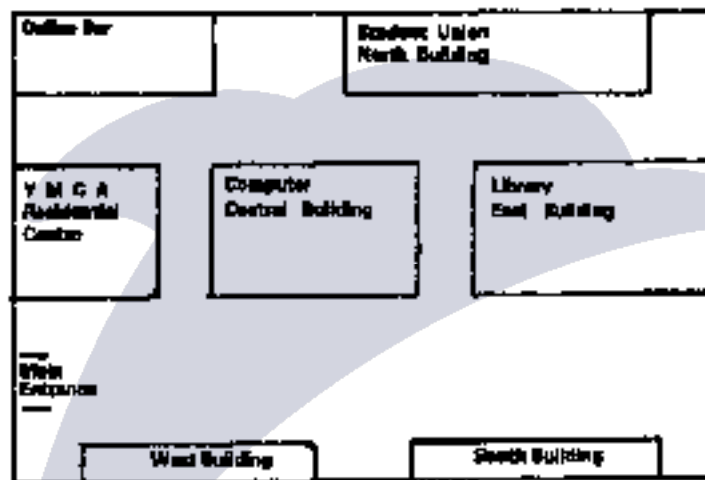 Coffee Bar
Student Union
North Building
Y M C A
Residential
Centre
Computer
Central Building
Library
East Building
Main
Entrance
West Building
South Building